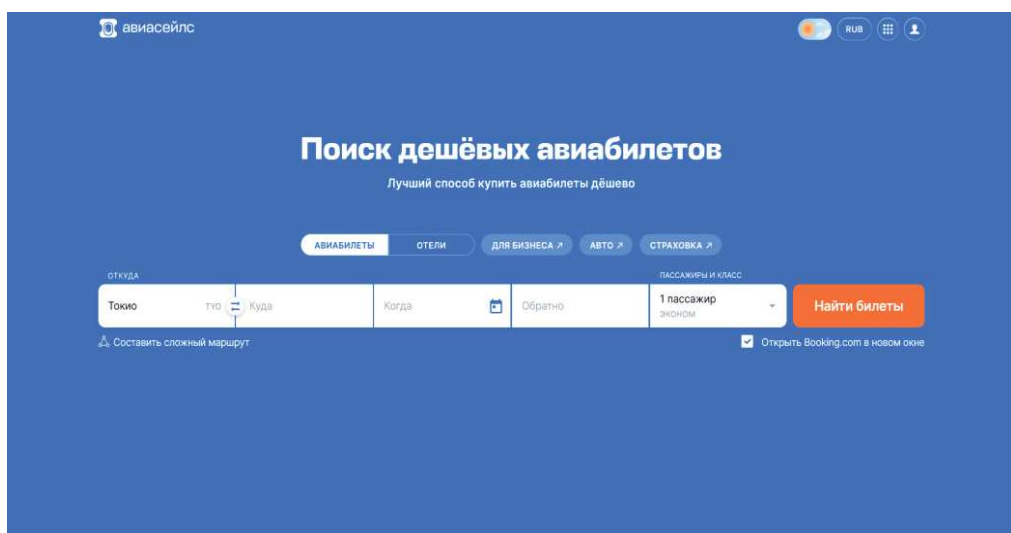 авиасейлс
RUB
Поиск дешёвых авиабилетов
Лучший способ купить авиабилеты дёшево
АВИАБИЛЕТЫ ОТЕЛИ ДЛЯ БИЗНЕСА ↗ АВТО ↗ СТРАХОВКА ↗
ОТКУДА ПАССАЖИРЫ И КЛАСС
Токио TYO Куда Когда Обратно 1 пассажир Найти билеты
эконом
Составить сложный маршрут Открыть Booking.com в новом окне